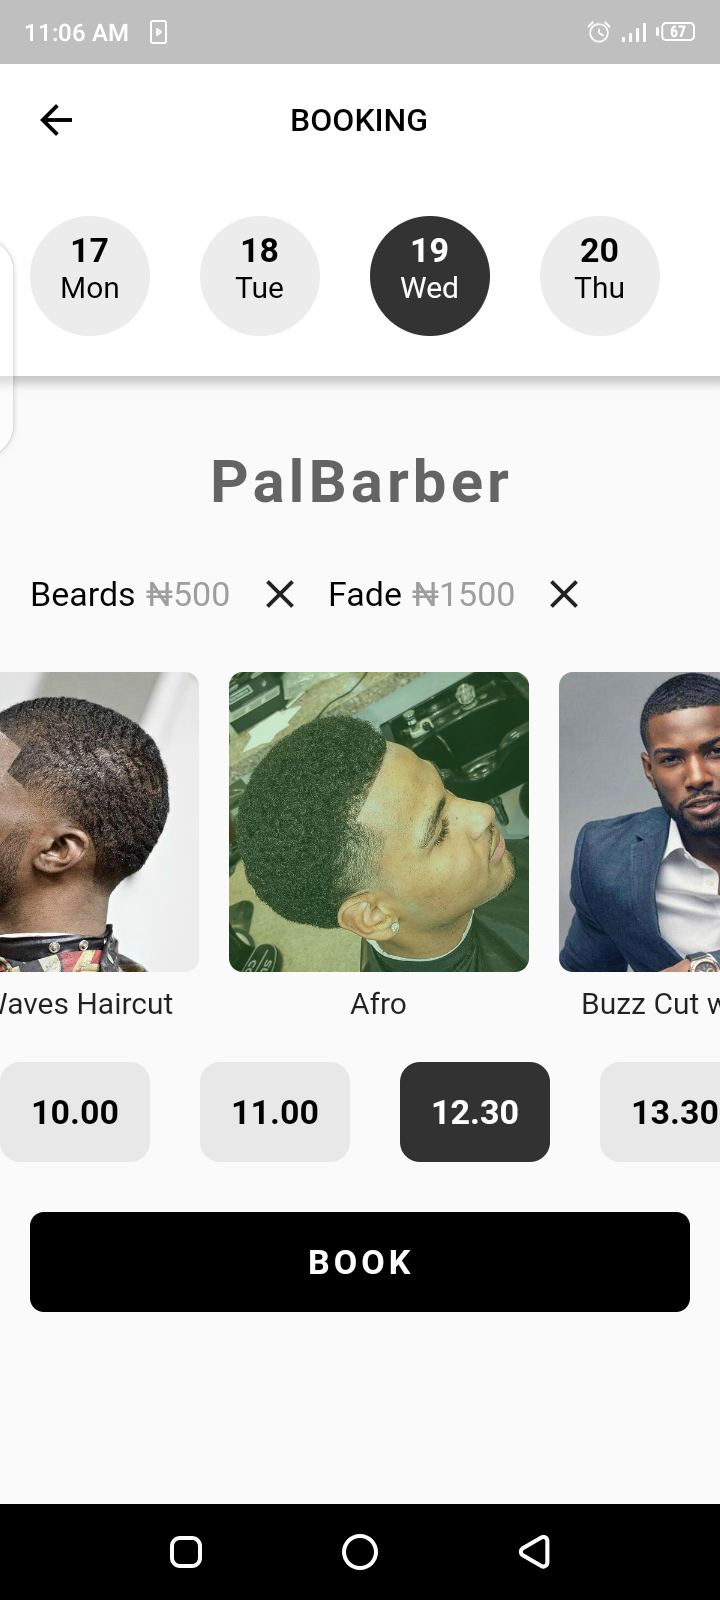 11:06 AM 67
BOOKING
17 18 19 20
Mon Tue Wed Thu
PalBarber
Beards ₦500 Fade ₦1500
Waves Haircut Afro Buzz Cut w
10.00 11.00 12.30 13.30
BOOK